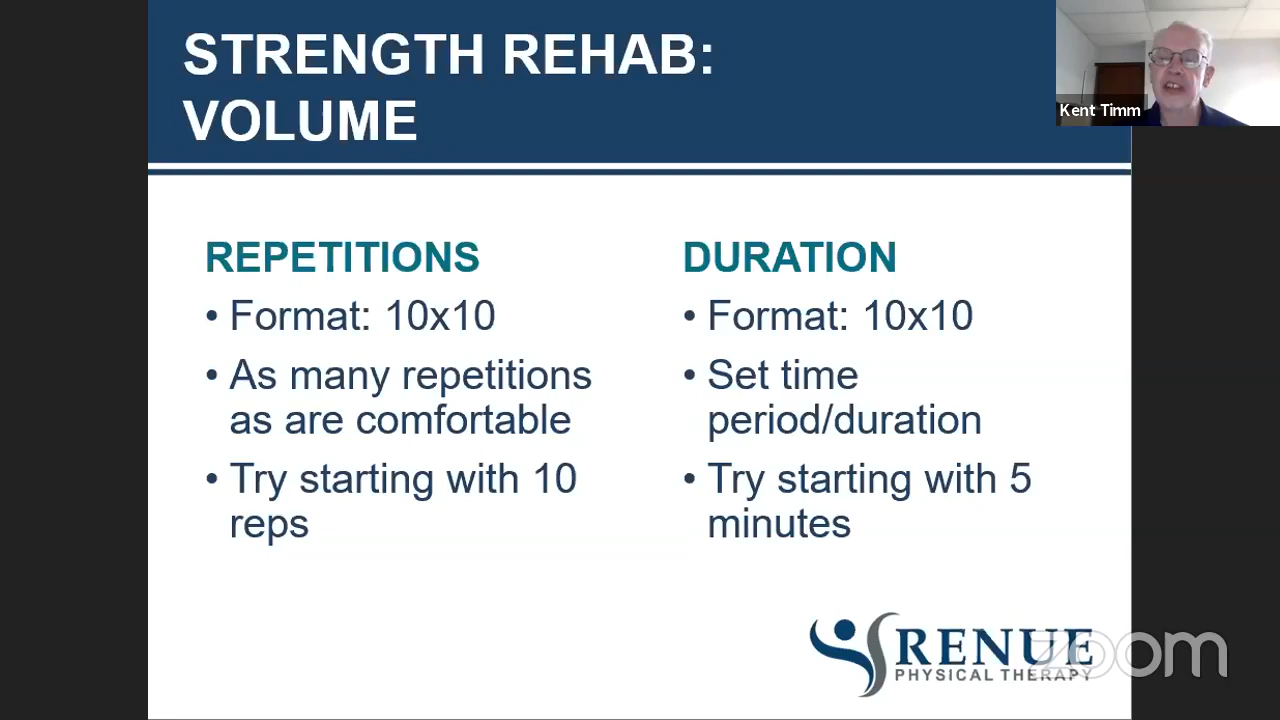 STRENGTH REHAB:
VOLUME
Kent Timm
REPETITIONS
• Format: 10x10
• As many repetitions
as are comfortable
• Try starting with 10
reps
DURATION
• Format: 10x10
• Set time
period/duration
• Try starting with 5
minutes
RENUE
PHYSICAL THERAPY
zoom